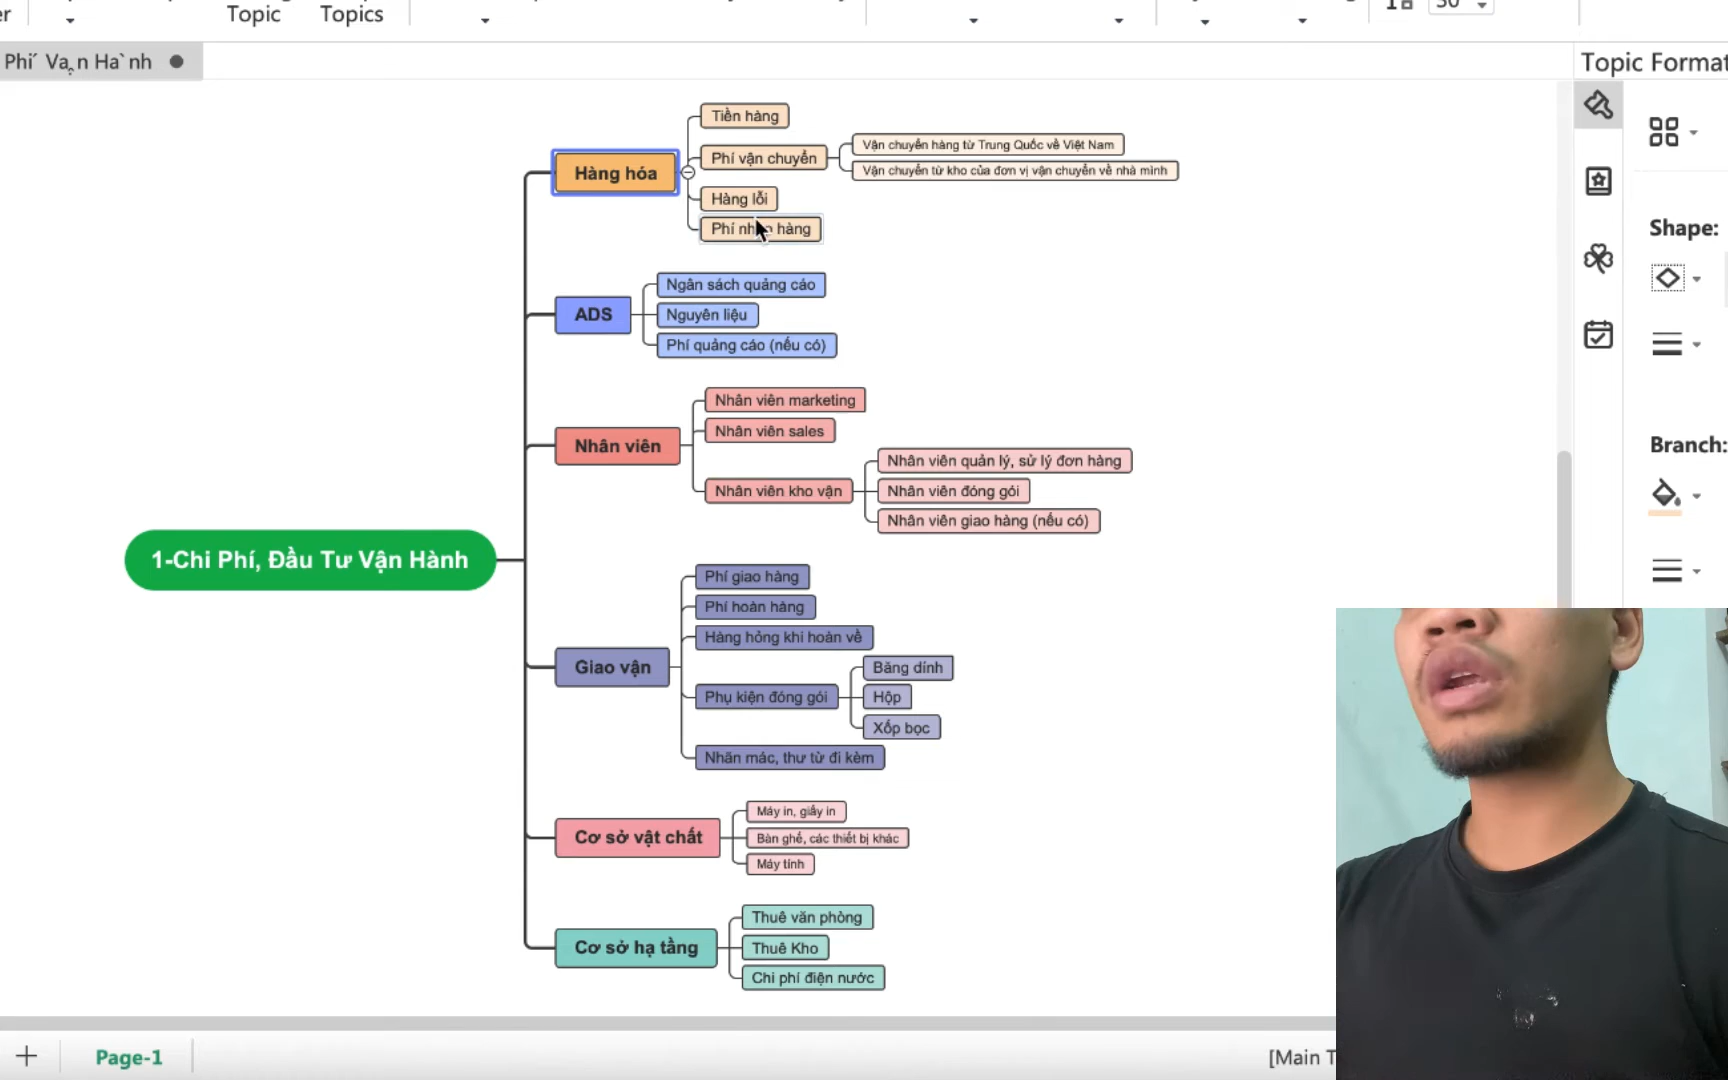 Topic
Topics
30
Phí Vận Hành
Topic Format
Tiền hàng
Vận chuyển hàng từ Trung Quốc về Việt Nam
Phí vận chuyển
Hàng hóa
Vận chuyển từ kho của đơn vị vận chuyển về nhà mình
Hàng lỗi
Phí hàng
Shape:
Ngân sách quảng cáo
ADS
Nguyên liệu
Phí quảng cáo (nếu có)
Nhân viên marketing
Nhân viên sales
Nhân viên
Branch:
Nhân viên quản lý, sử lý đơn hàng
Nhân viên kho vận
Nhân viên đóng gói
Nhân viên giao hàng (nếu có)
1-Chi Phí, Đầu Tư Vận Hành
Phí giao hàng
Phí hoàn hàng
Hàng hỏng khi hoàn về
Giao vận
Băng dính
Phụ kiện đóng gói
Hộp
Xốp bọc
Nhãn mác, thư từ đi kèm
Máy in, giấy in
Cơ sở vật chất
Bàn ghế, các thiết bị khác
Máy tính
Thuê văn phòng
Cơ sở hạ tầng
Thuê Kho
Chi phí điện nước
Page-1
[Main